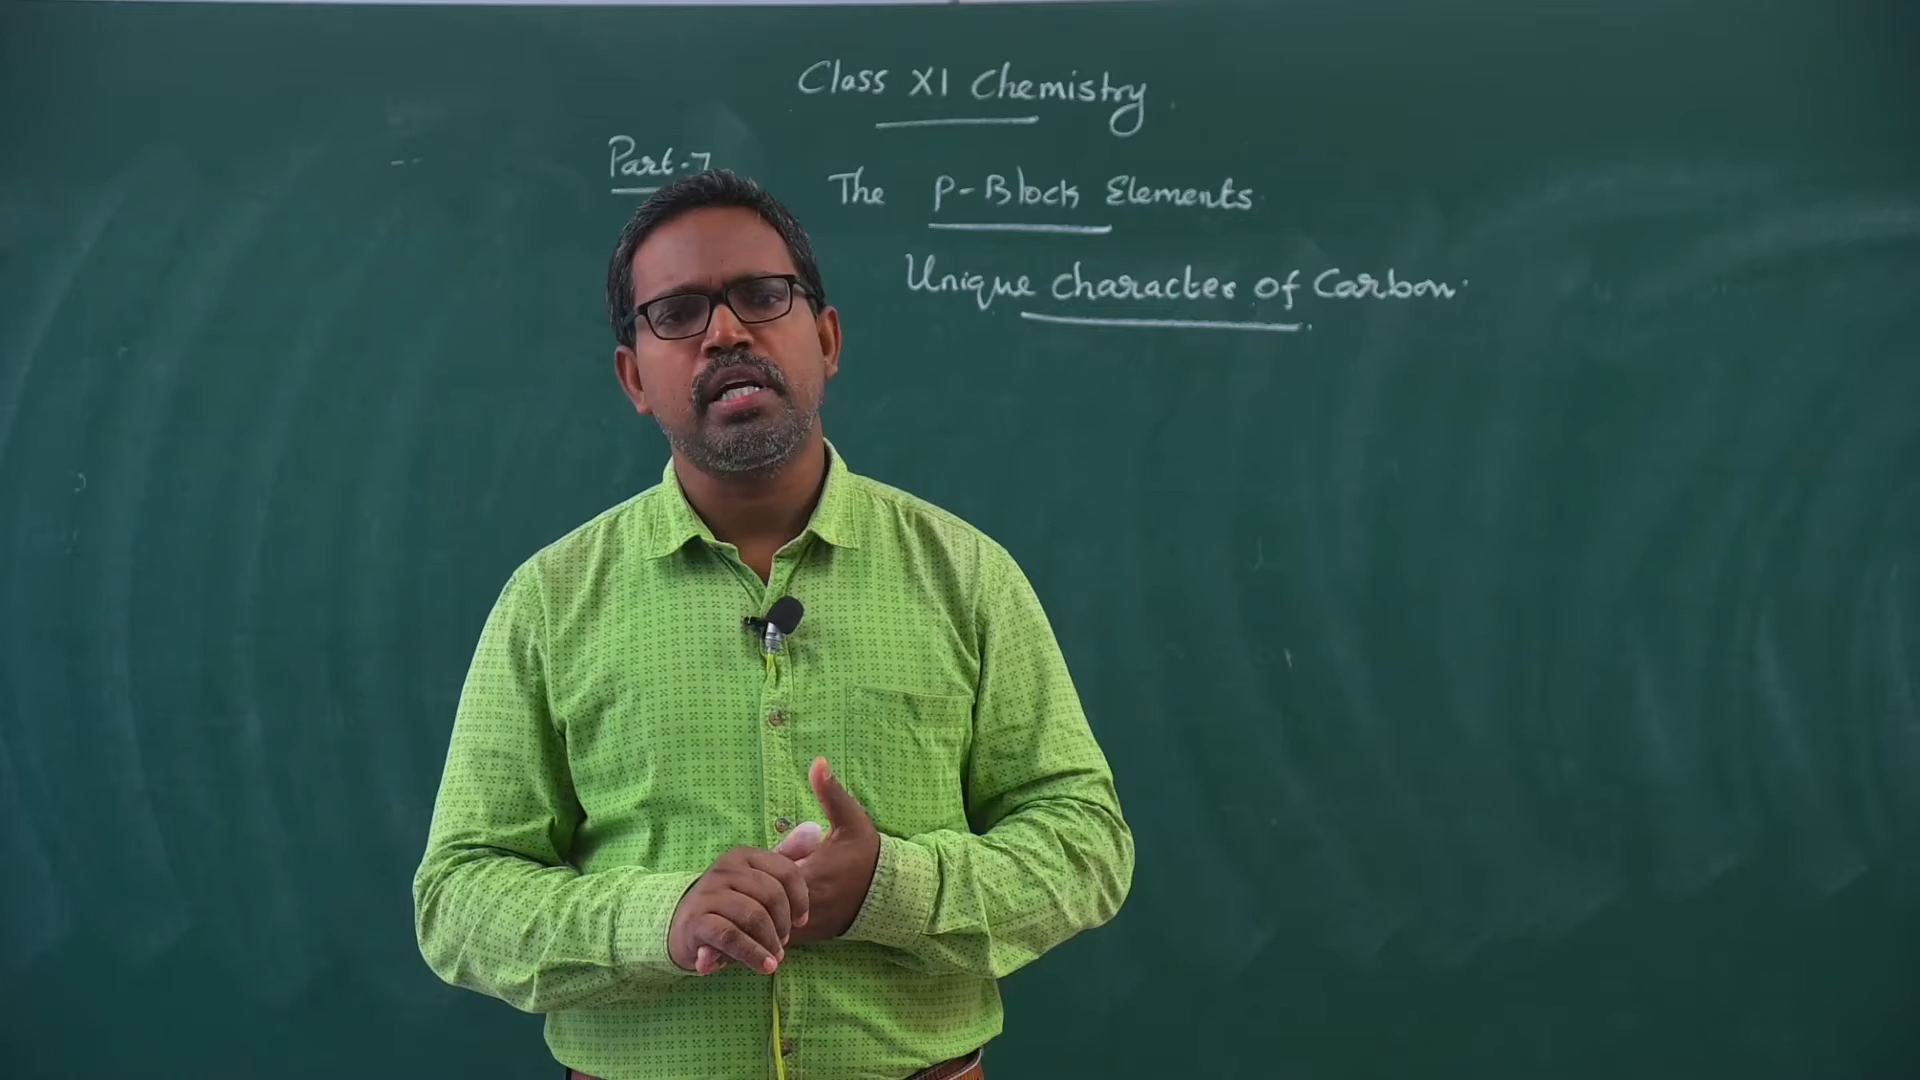 Class XI Chemistry
Part-7
The P-Block Elements
Unique character of Carbon.